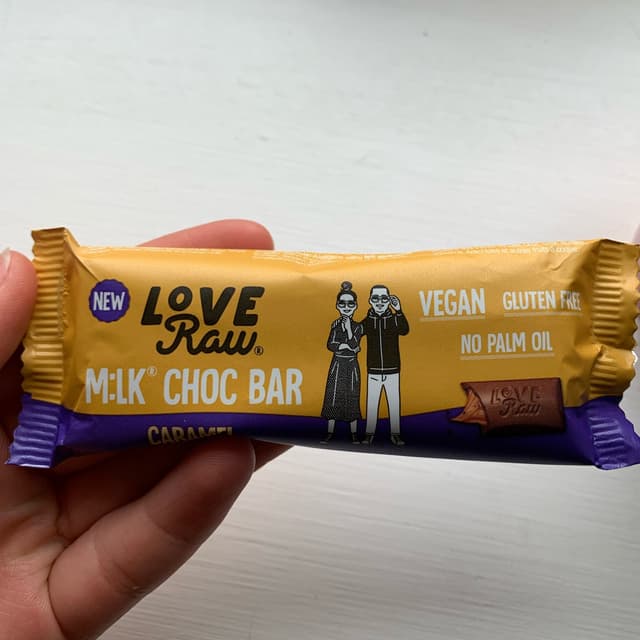 NEW
LOVE
Raw®
M:LK® CHOC BAR
CARAMEL
VEGAN GLUTEN FREE
NO PALM OIL
LOVE
Raw